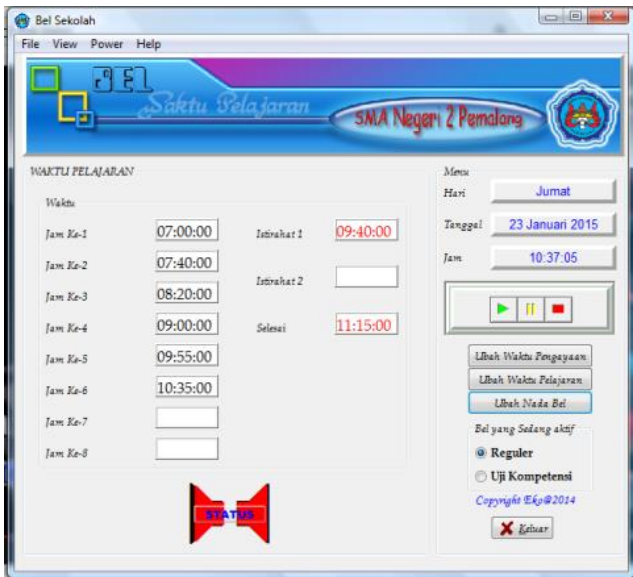 Bel Sekolah
File View Power Help
BEL
Saktu Pelajaran
SMA Negeri 2 Pemalang
WAKTU PELAJARAN
Waktu
Jam Ke-1 07:00:00 Istirahat 1 09:40:00
Jam Ke-2 07:40:00
Istirahat 2
Jam Ke-3 08:20:00
Jam Ke-4 09:00:00 Selesai 11:15:00
Jam Ke-5 09:55:00
Jam Ke-6 10:35:00
Jam Ke-7
Jam Ke-8
STATUS
Menu
Hari Jumat
Tanggal 23 Januari 2015
Jam 10:37:05
Ubah Waktu Pengayaan
Ubah Waktu Pelajaran
Ubah Nada Bel
Bel yang Sedang aktif
Reguler
Uji Kompetensi
Copyright Eko@2014
Keluar